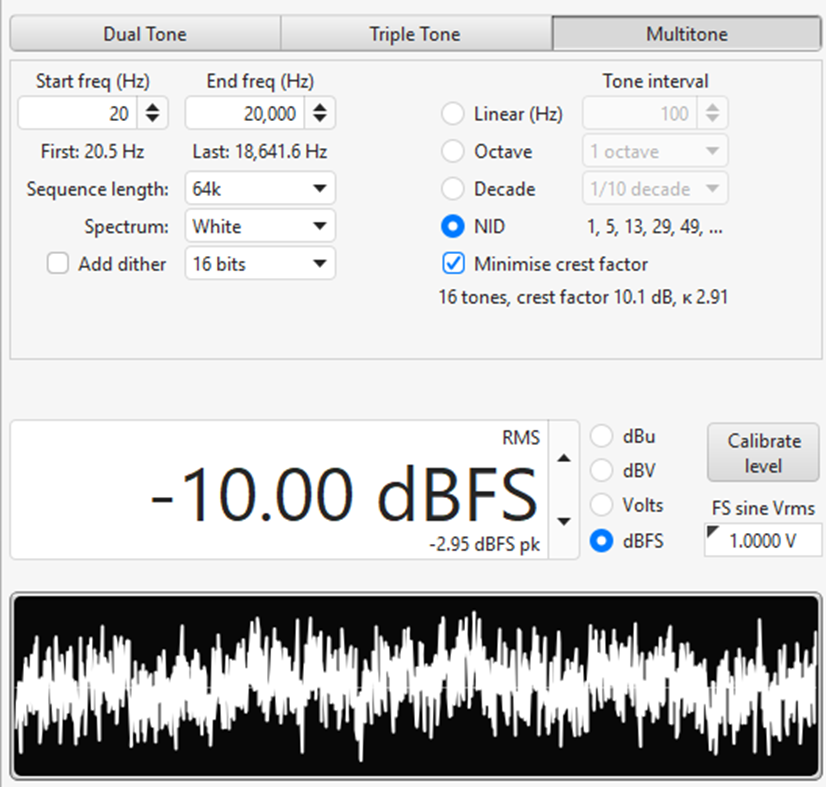 Dual Tone Triple Tone Multitone
Start freq (Hz) End freq (Hz) Tone interval
20 20,000 Linear (Hz) 100
First: 20.5 Hz Last: 18,641.6 Hz Octave 1 octave
Sequence length: 64k Decade 1/10 decade
Spectrum: White NID 1, 5, 13, 29, 49, ...
Add dither 16 bits Minimise crest factor
16 tones, crest factor 10.1 dB, κ 2.91
RMS dBu Calibrate level
-10.00 dBFS dBV
Volts FS sine Vrms
-2.95 dBFS pk dBFS 1.0000 V